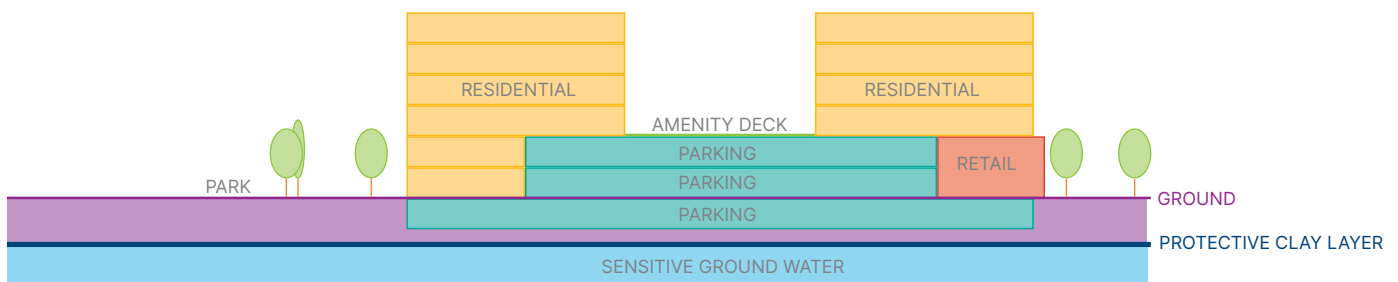 RESIDENTIAL
RESIDENTIAL
AMENITY DECK
PARKING
RETAIL
PARKING
PARK
GROUND
PARKING
PROTECTIVE CLAY LAYER
SENSITIVE GROUND WATER